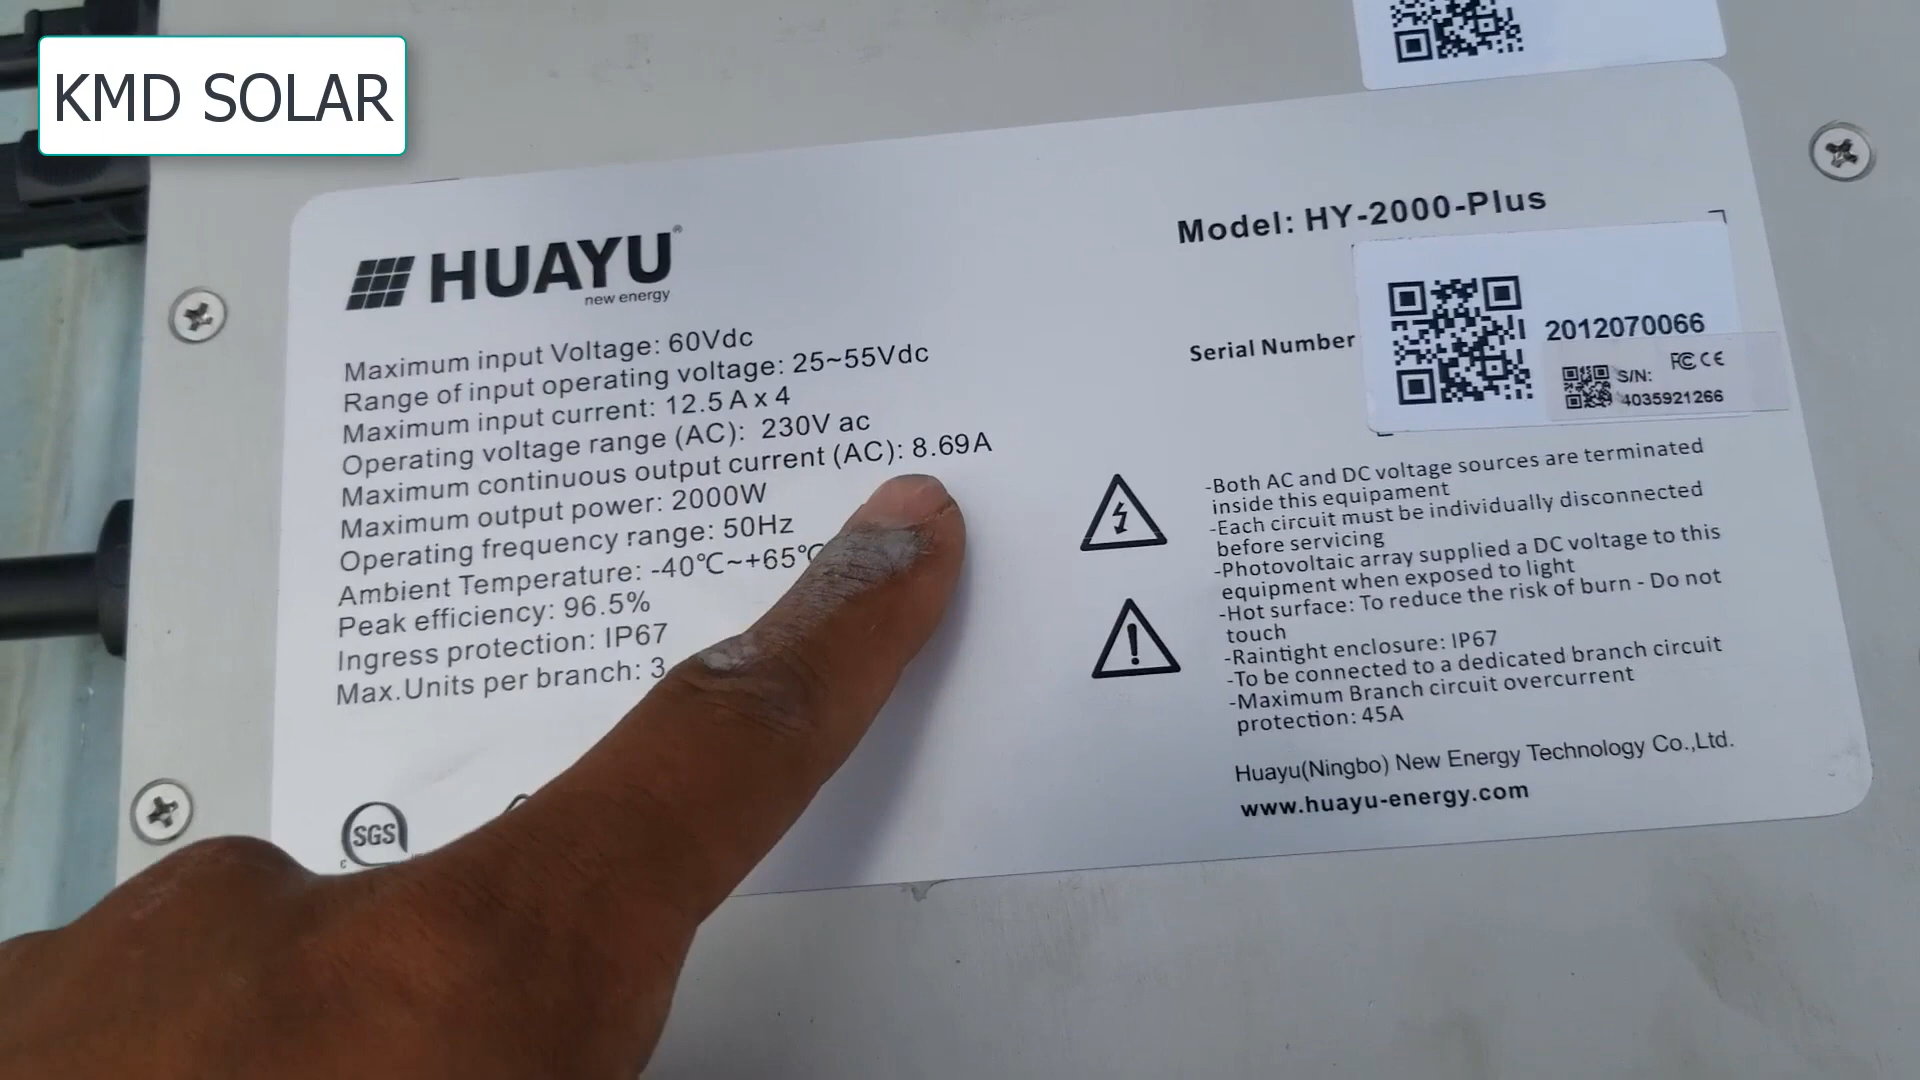 KMD SOLAR
HUAYU®
new energy
Maximum input Voltage: 60Vdc
Range of input operating voltage: 25~55Vdc
Maximum input current: 12.5 A x 4
Operating voltage range (AC): 230V ac
Maximum continuous output current (AC): 8.69A
Maximum output power: 2000W
Operating frequency range: 50Hz
Ambient Temperature: -40℃~+65℃
Peak efficiency: 96.5%
Ingress protection: IP67
Max.Units per branch: 3
SGS
C
Model: HY-2000-Plus
Serial Number
2012070066
FC CE
S/N:
4035921266
-Both AC and DC voltage sources are terminated
inside this equipament
-Each circuit must be individually disconnected
before servicing
-Photovoltaic array supplied a DC voltage to this
equipment when exposed to light
-Hot surface: To reduce the risk of burn - Do not
touch
-Raintight enclosure: IP67
-To be connected to a dedicated branch circuit
-Maximum Branch circuit overcurrent
protection: 45A
Huayu(Ningbo) New Energy Technology Co.,Ltd.
www.huayu-energy.com